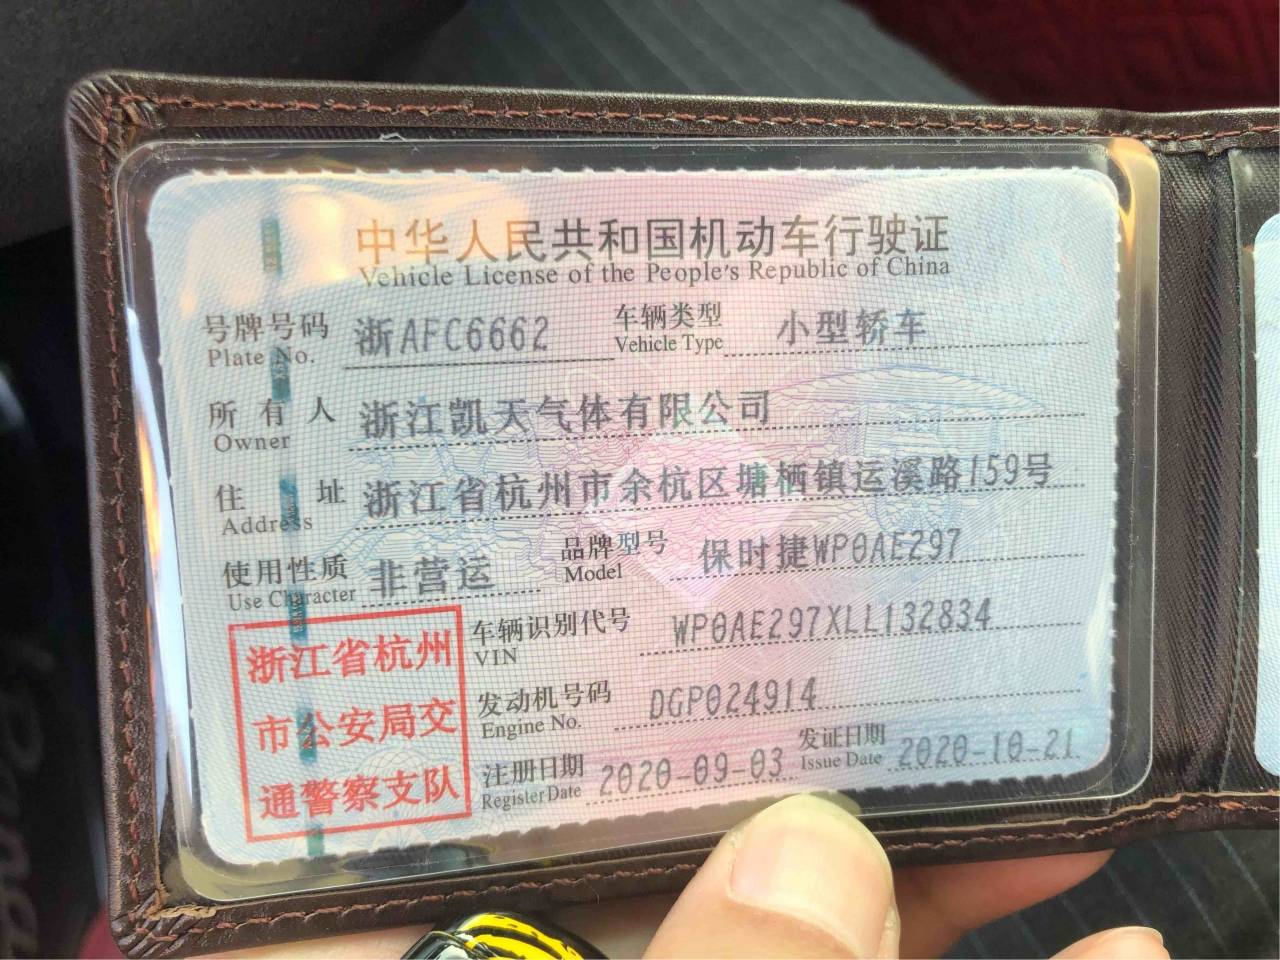 中华人民共和国机动车行驶证
Vehicle License of the People's Republic of China
号牌号码 浙AFC6662 车辆类型 小型轿车
Plate No. Vehicle Type
所有人 浙江凯天气体有限公司
Owner
住址 浙江省杭州市余杭区塘栖镇运溪路159号
Address
使用性质 非营运 品牌型号 保时捷WP0AE297
Use Character Model
浙江省杭州
市公安局交
通警察支队
车辆识别代号 WP0AE297XLL132834
VIN
发动机号码 DGP024914
Engine No.
注册日期 2020-09-03 发证日期 2020-10-21
Register Date Issue Date